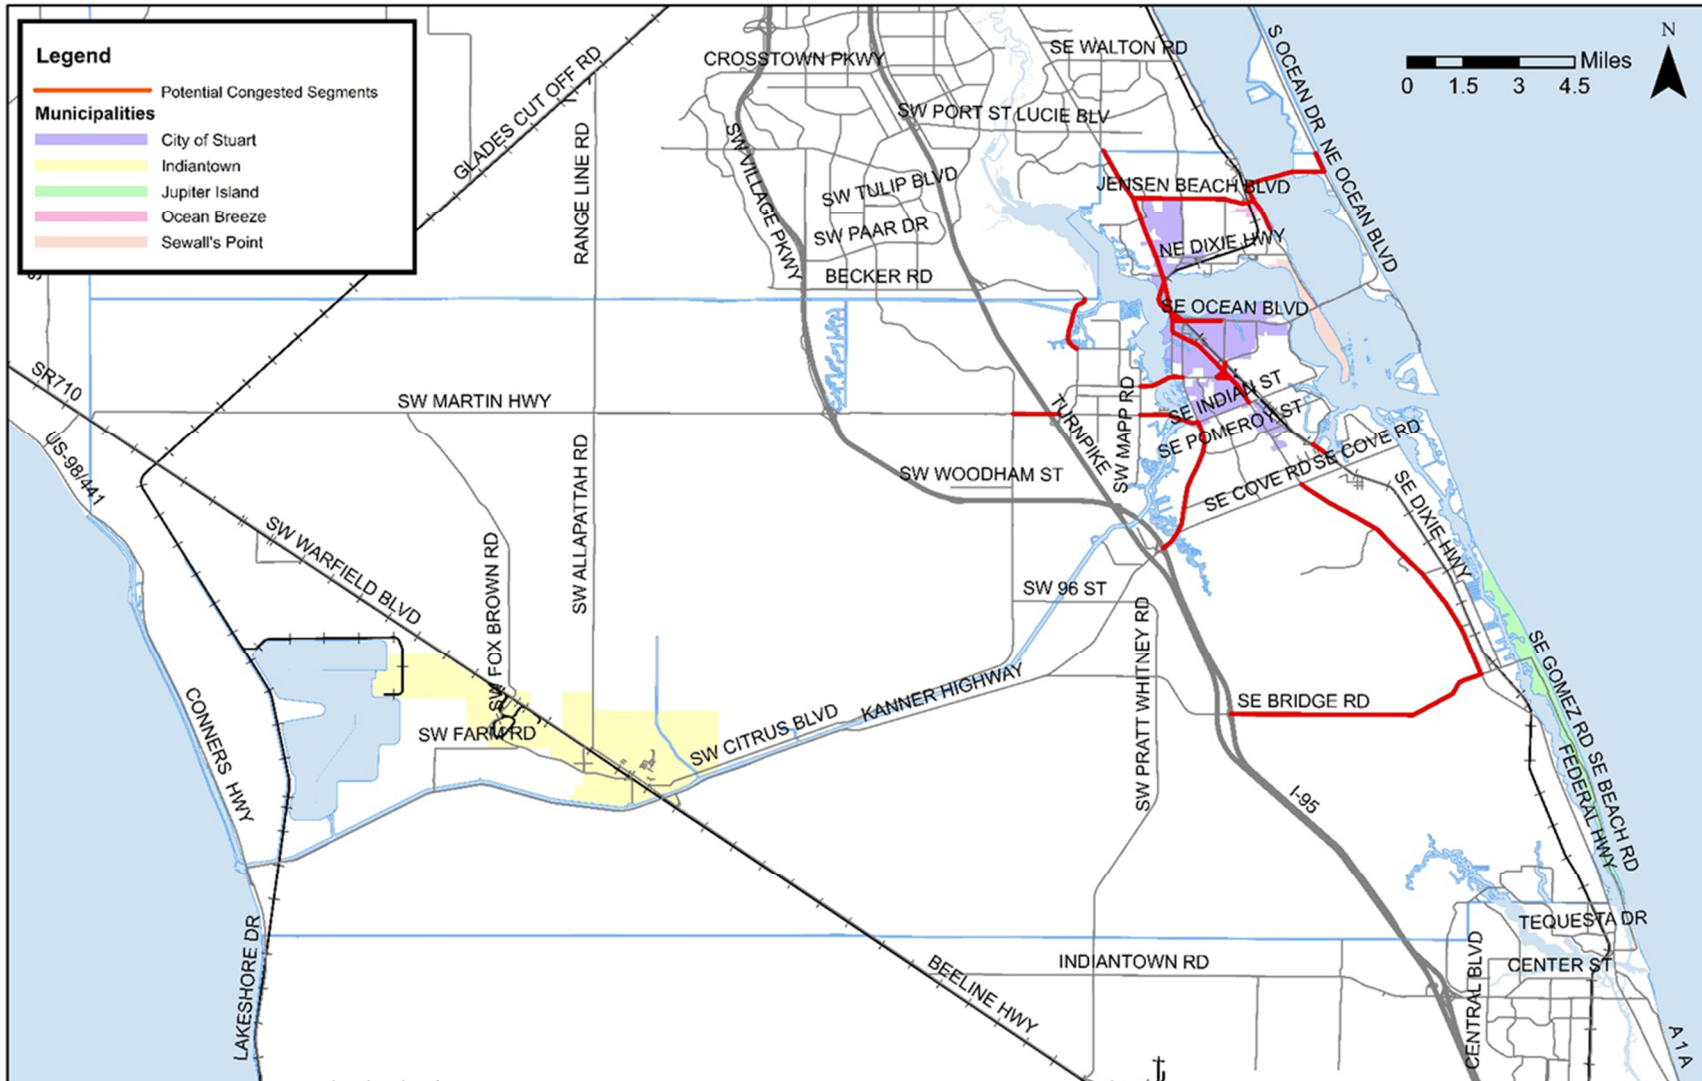 Legend
Potential Congested Segments
Municipalities
City of Stuart
Indiantown
Jupiter Island
Ocean Breeze
Sewall's Point
N
Miles
0 1.5 3 4.5
CROSSTOWN PKWY
SE WALTON RD
S OCEAN DR
GLADES CUT OFF RD
SW PORT ST LUCIE BLV
RANGE LINE RD
SW VILLAGE PKWY
SW TULIP BLVD
JENSEN BEACH BLVD
NE OCEAN BLVD
SW PAAR DR
NE DIXIE HWY
BECKER RD
SE OCEAN BLVD
S
SR710
SW MARTIN HWY
TURNPIKE
SW MAPP RD
SE INDIAN ST
SE POMEROY ST
US-98/441
SW WOODHAM ST
SE COVE RD
SE COVE RD
SE DIXIE HWY
SW WARFIELD BLVD
SW FOX BROWN RD
SW ALLAPATTAH RD
SW 96 ST
SW PRATT WHITNEY RD
SE GOMEZ RD
SE BRIDGE RD
CONNERS HWY
SW FARM RD
SW CITRUS BLVD
KANNER HIGHWAY
FEDERAL HWY
SE BEACH RD
I-95
LAKESHORE DR
TEQUESTA DR
BEELINE HWY
INDIANTOWN RD
CENTRAL BLVD
CENTER ST
A1A